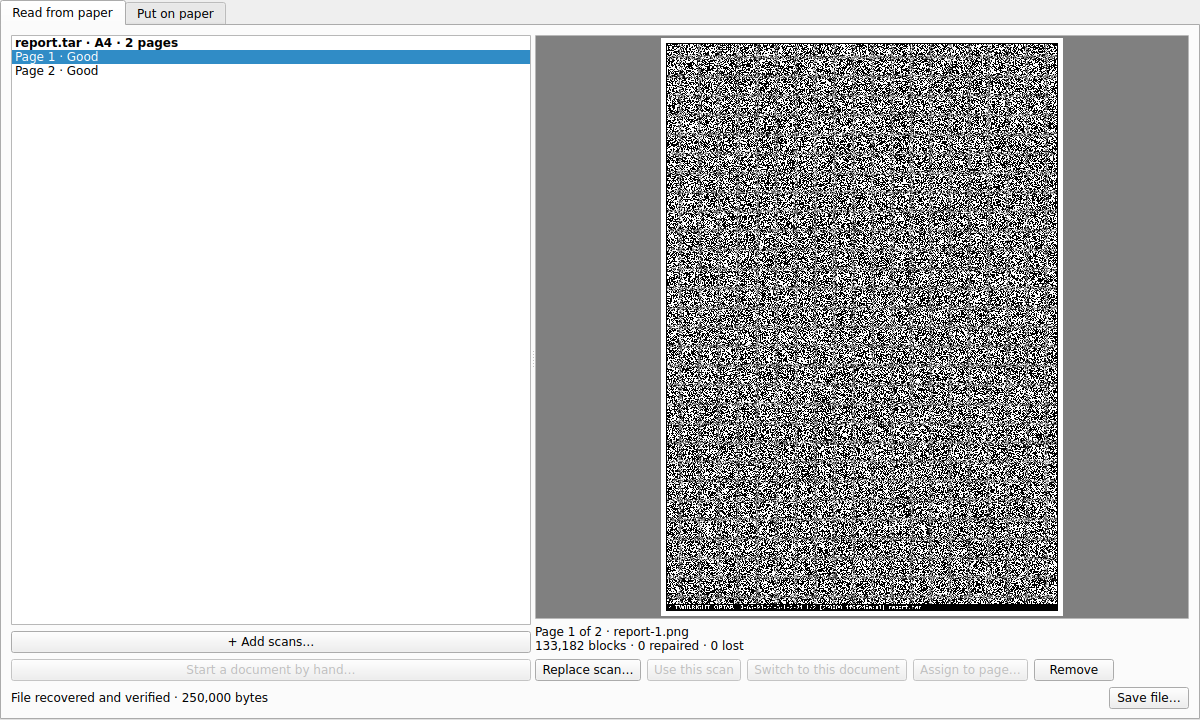 Read from paper
Put on paper
report.tar · A4 · 2 pages
Page 1 · Good
Page 2 · Good
+ Add scans...
Start a document by hand...
File recovered and verified · 250,000 bytes
Page 1 of 2 · report-1.png
133,182 blocks · 0 repaired · 0 lost
Replace scan...
Use this scan
Switch to this document
Assign to page...
Remove
Save file...